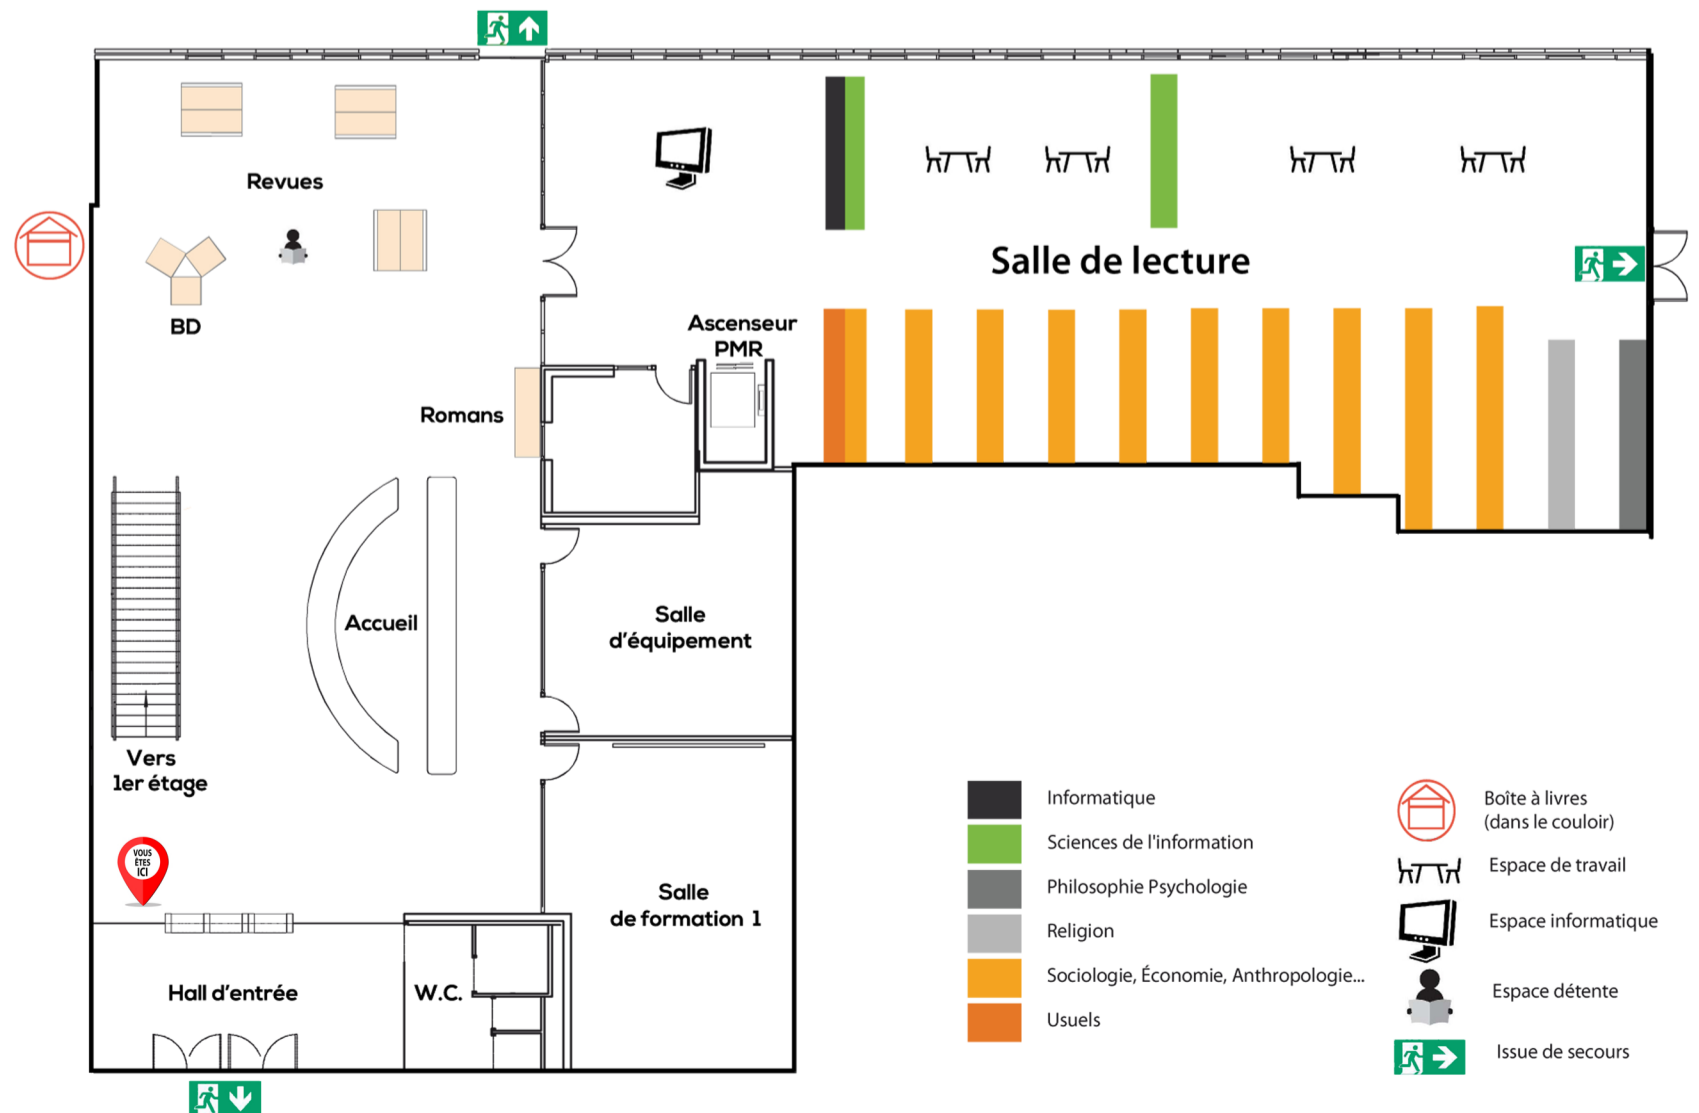 Revues
BD
Salle de lecture
Ascenseur
PMR
Romans
Accueil
Salle
d'équipement
Vers
1er étage
VOUS
ÊTES
ICI
Salle
de formation 1
Hall d'entrée
W.C.
Informatique
Sciences de l'information
Philosophie Psychologie
Religion
Sociologie, Économie, Anthropologie...
Usuels
Boîte à livres
(dans le couloir)
Espace de travail
Espace informatique
Espace détente
Issue de secours